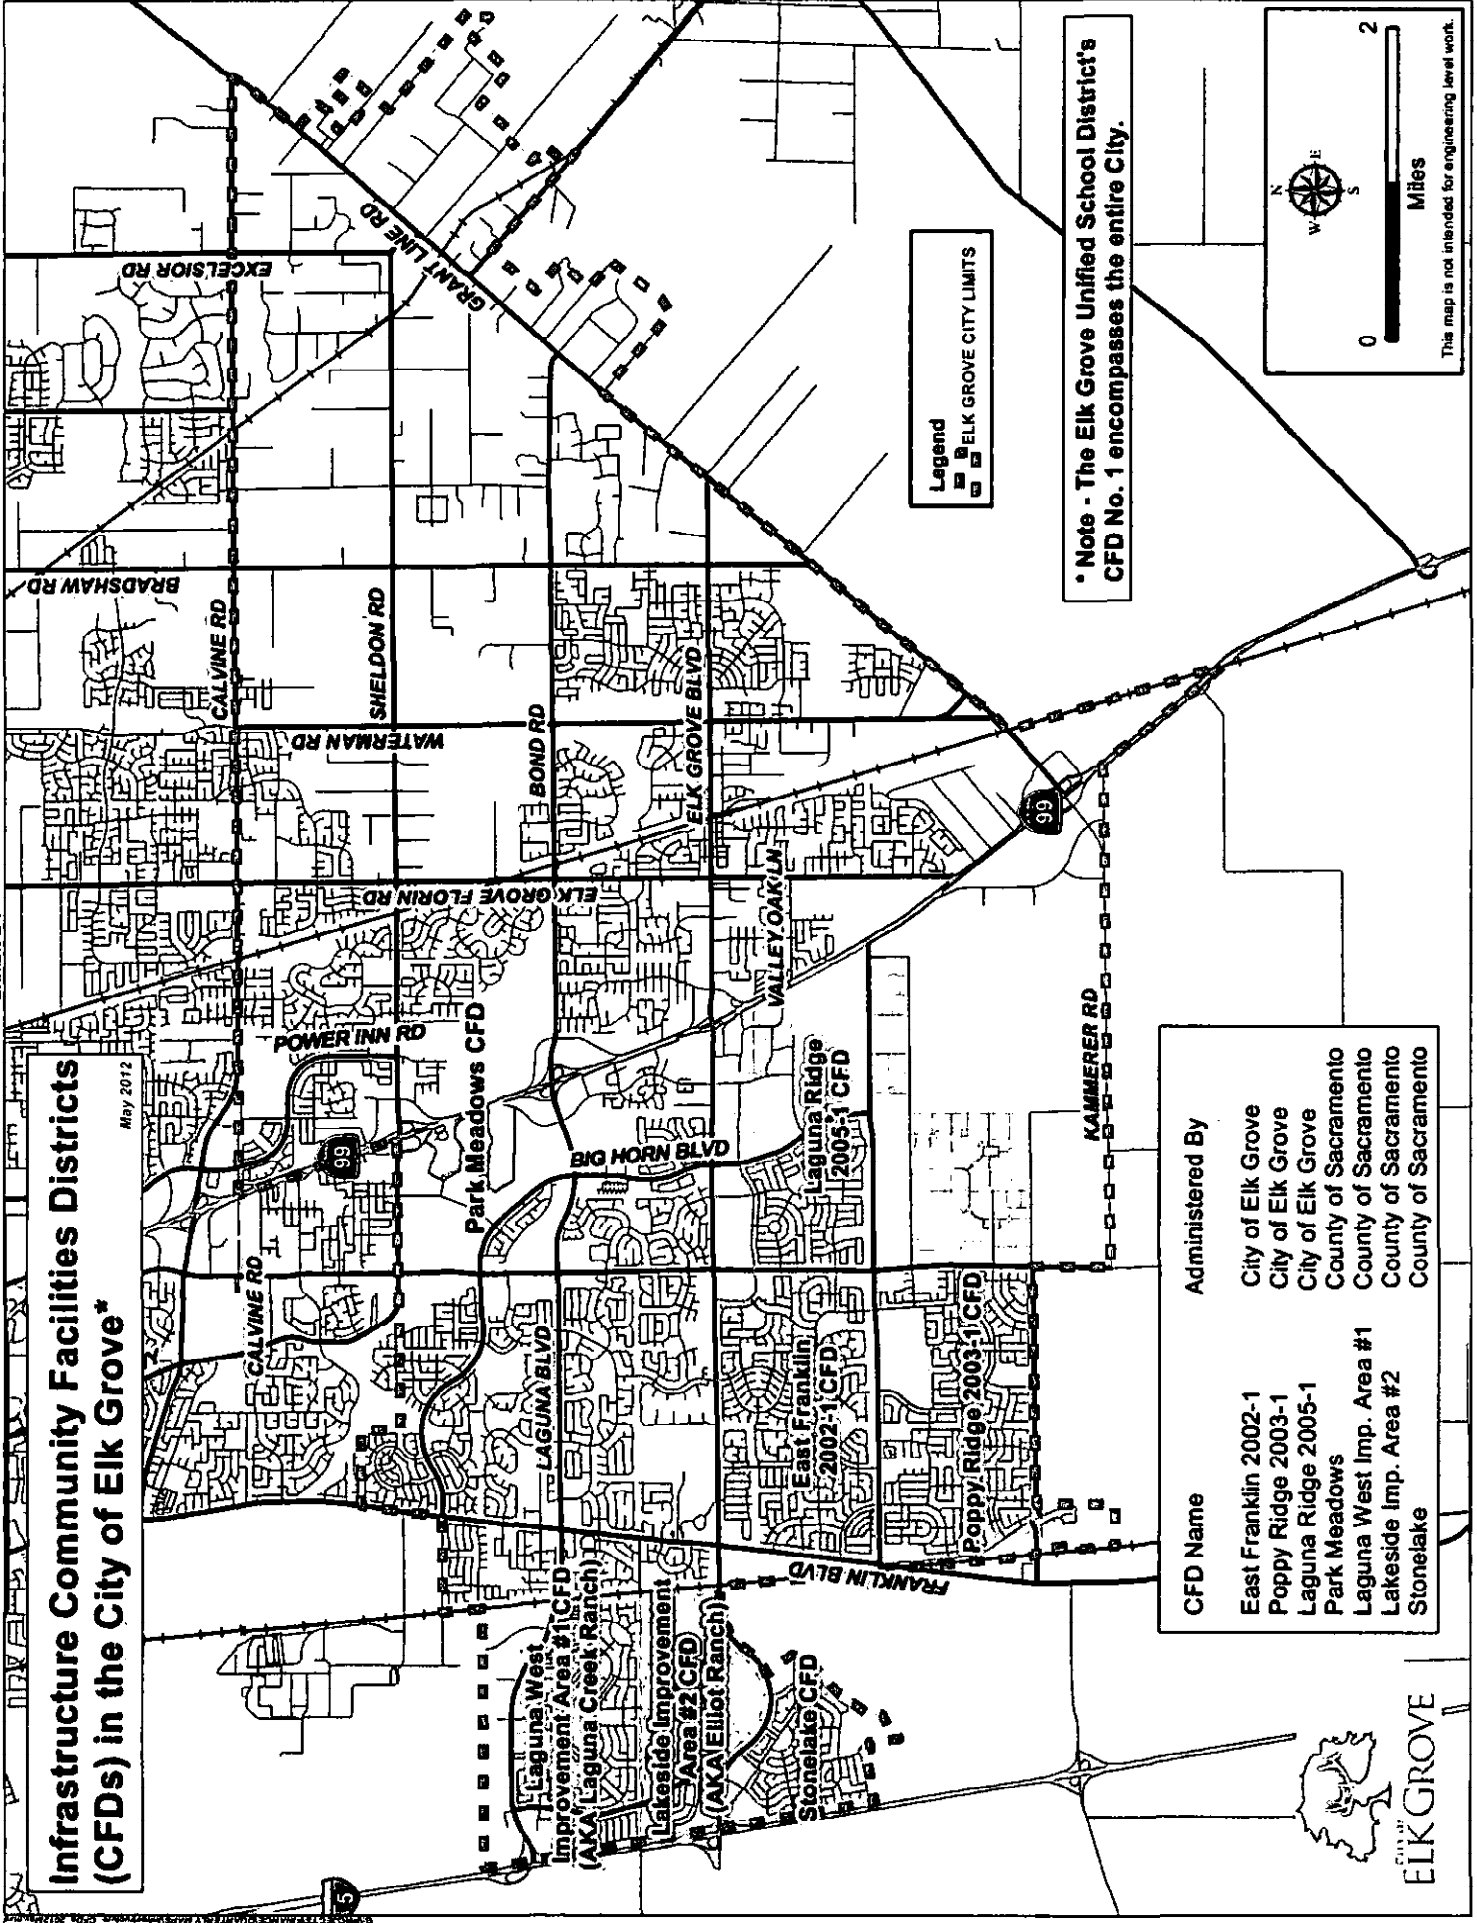 Infrastructure Community Facilities Districts
(CFDs) in the City of Elk Grove*
May 2012
EXCELSIOR RD
GRANT LINE RD
BRADSHAW RD
CALVINE RD
SHELDON RD
WATERMAN RD
BOND RD
ELK GROVE BLVD
ELK GROVE FLORIN RD
VALLEY OAK LN
POWER INN RD
99
99
Park Meadows CFD
BIG HORN BLVD
Laguna Ridge
2005-1 CFD
KAMMERER RD
CALVINE RD
LAGUNA BLVD
East Franklin
2002-1 CFD
Poppy Ridge 2003-1 CFD
FRANKLIN BLVD
Laguna West
Improvement Area #1 CFD
(AKA Laguna Creek Ranch)
Lakeside Improvement
Area #2 CFD
(AKA Elliot Ranch)
Stonelake CFD
5
Legend
ELK GROVE CITY LIMITS
* Note - The Elk Grove Unified School District's
CFD No. 1 encompasses the entire City.
N
W E
S
0 2
Miles
This map is not intended for engineering level work.
CFD Name Administered By
East Franklin 2002-1 City of Elk Grove
Poppy Ridge 2003-1 City of Elk Grove
Laguna Ridge 2005-1 City of Elk Grove
Park Meadows County of Sacramento
Laguna West Imp. Area #1 County of Sacramento
Lakeside Imp. Area #2 County of Sacramento
Stonelake County of Sacramento
ELK GROVE